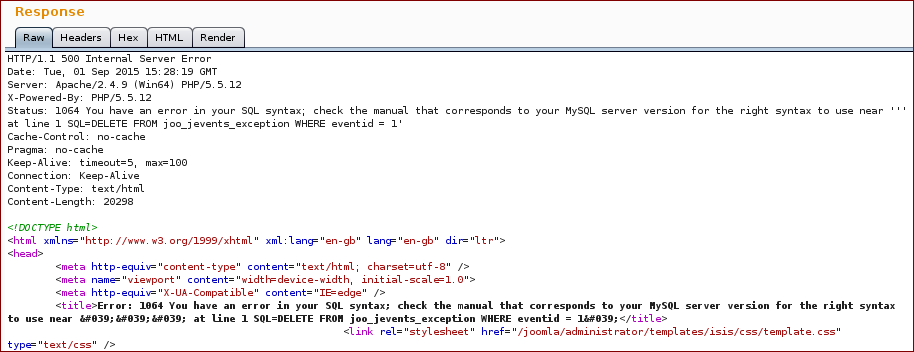 Response
Raw Headers Hex HTML Render
HTTP/1.1 500 Internal Server Error
Date: Tue, 01 Sep 2015 15:28:19 GMT
Server: Apache/2.4.9 (Win64) PHP/5.5.12
X-Powered-By: PHP/5.5.12
Status: 1064 You have an error in your SQL syntax; check the manual that corresponds to your MySQL server version for the right syntax to use near '''
at line 1 SQL=DELETE FROM joo_jevents_exception WHERE eventid = 1'
Cache-Control: no-cache
Pragma: no-cache
Keep-Alive: timeout=5, max=100
Connection: Keep-Alive
Content-Type: text/html
Content-Length: 20298
<!DOCTYPE html>
<html xmlns="http://www.w3.org/1999/xhtml" xml:lang="en-gb" lang="en-gb" dir="ltr">
<head>
<meta http-equiv="content-type" content="text/html; charset=utf-8" />
<meta name="viewport" content="width=device-width, initial-scale=1.0">
<meta http-equiv="X-UA-Compatible" content="IE=edge" />
<title>Error: 1064 You have an error in your SQL syntax; check the manual that corresponds to your MySQL server version for the right syntax
to use near &#039;&#039;&#039; at line 1 SQL=DELETE FROM joo_jevents_exception WHERE eventid = 1&#039;</title>
<link rel="stylesheet" href="/joomla/administrator/templates/isis/css/template.css"
type="text/css" />